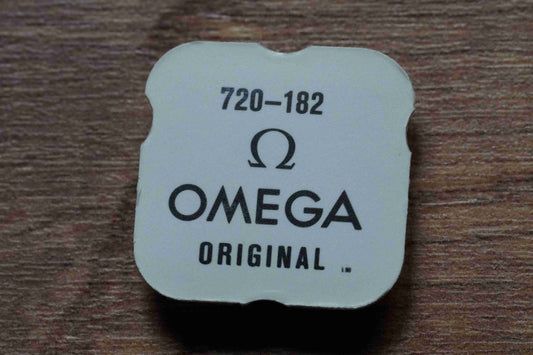 720-182
Ω
OMEGA
ORIGINAL